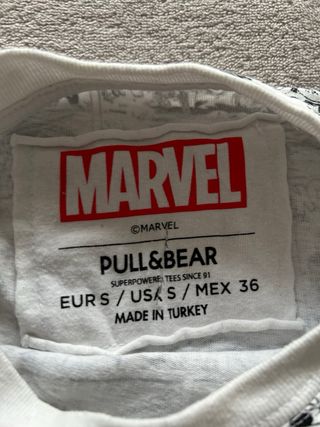 MARVEL
©MARVEL
PULL&BEAR
SUPERPOWERED TEES SINCE 91
EUR S / USA S / MEX 36
MADE IN TURKEY